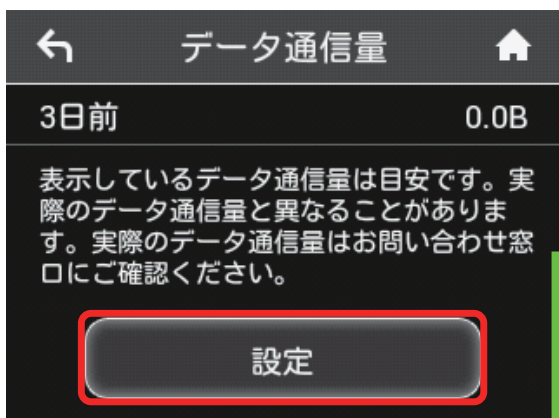 データ通信量
3日前 0.0B
表示しているデータ通信量は目安です。実
際のデータ通信量と異なることがありま
す。実際のデータ通信量はお問い合わせ窓
口にご確認ください。
設定